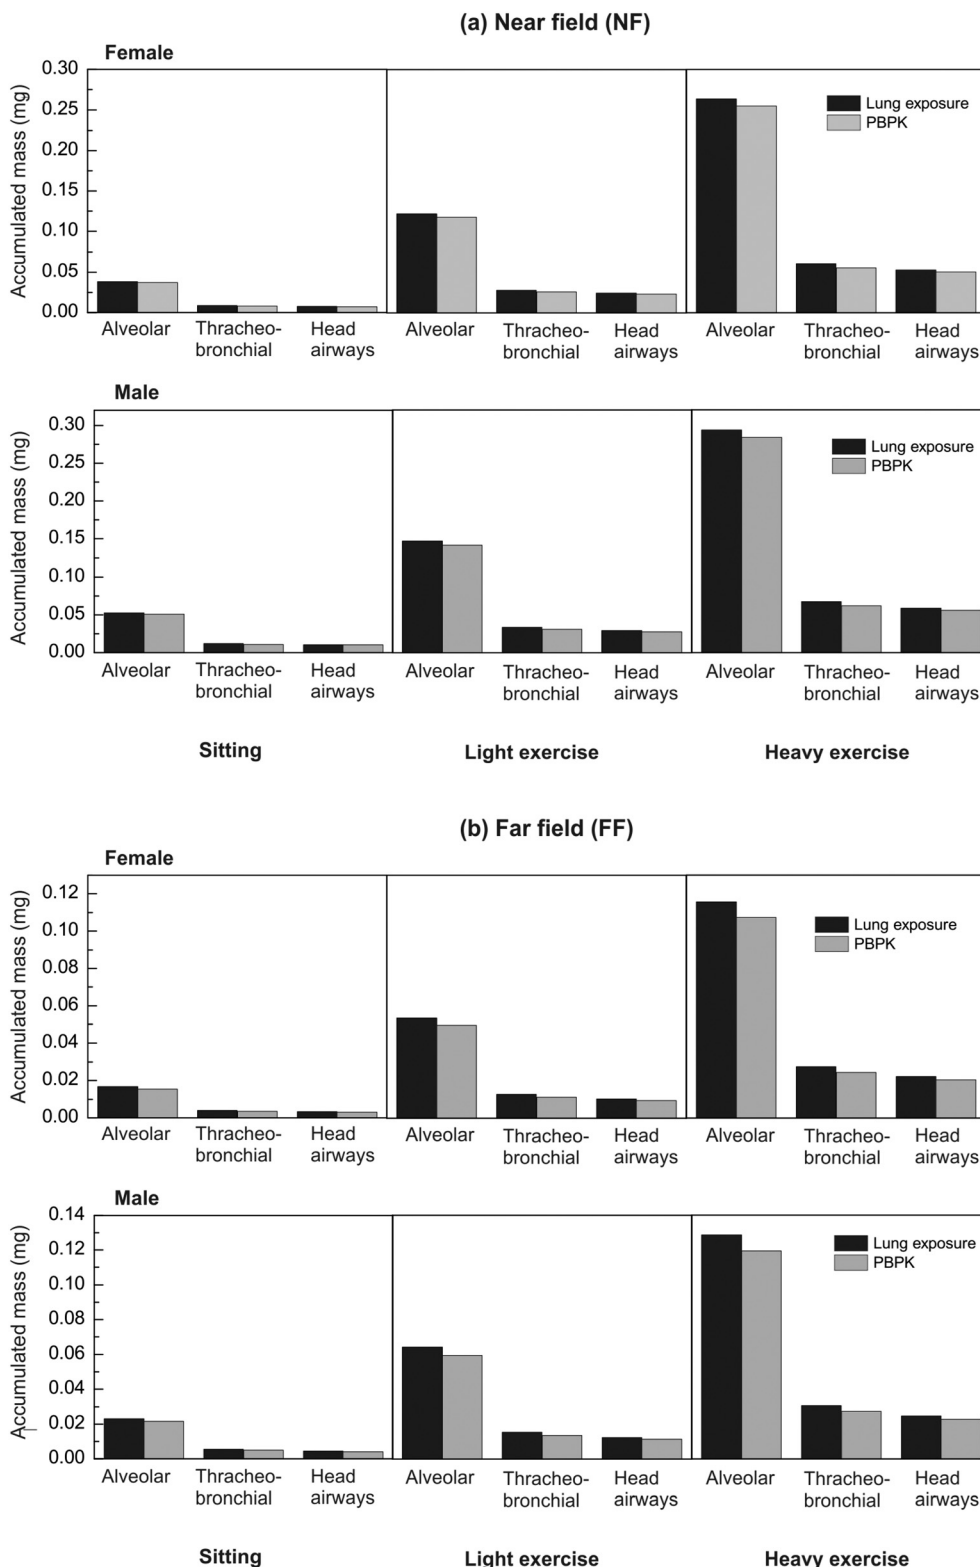 (a) Near field (NF)
Female
Accumulated mass (mg)
0.30
0.25
0.20
0.15
0.10
0.05
0.00
Lung exposure
PBPK
Alveolar Thracheo- Head Alveolar Thracheo- Head Alveolar Thracheo- Head
bronchial airways bronchial airways bronchial airways
Male
Accumulated mass (mg)
0.30
0.25
0.20
0.15
0.10
0.05
0.00
Lung exposure
PBPK
Alveolar Thracheo- Head Alveolar Thracheo- Head Alveolar Thracheo- Head
bronchial airways bronchial airways bronchial airways
Sitting Light exercise Heavy exercise
(b) Far field (FF)
Female
Accumulated mass (mg)
0.12
0.10
0.08
0.06
0.04
0.02
0.00
Lung exposure
PBPK
Alveolar Thracheo- Head Alveolar Thracheo- Head Alveolar Thracheo- Head
bronchial airways bronchial airways bronchial airways
Male
Accumulated mass (mg)
0.14
0.12
0.10
0.08
0.06
0.04
0.02
0.00
Lung exposure
PBPK
Alveolar Thracheo- Head Alveolar Thracheo- Head Alveolar Thracheo- Head
bronchial airways bronchial airways bronchial airways
Sitting Light exercise Heavy exercise